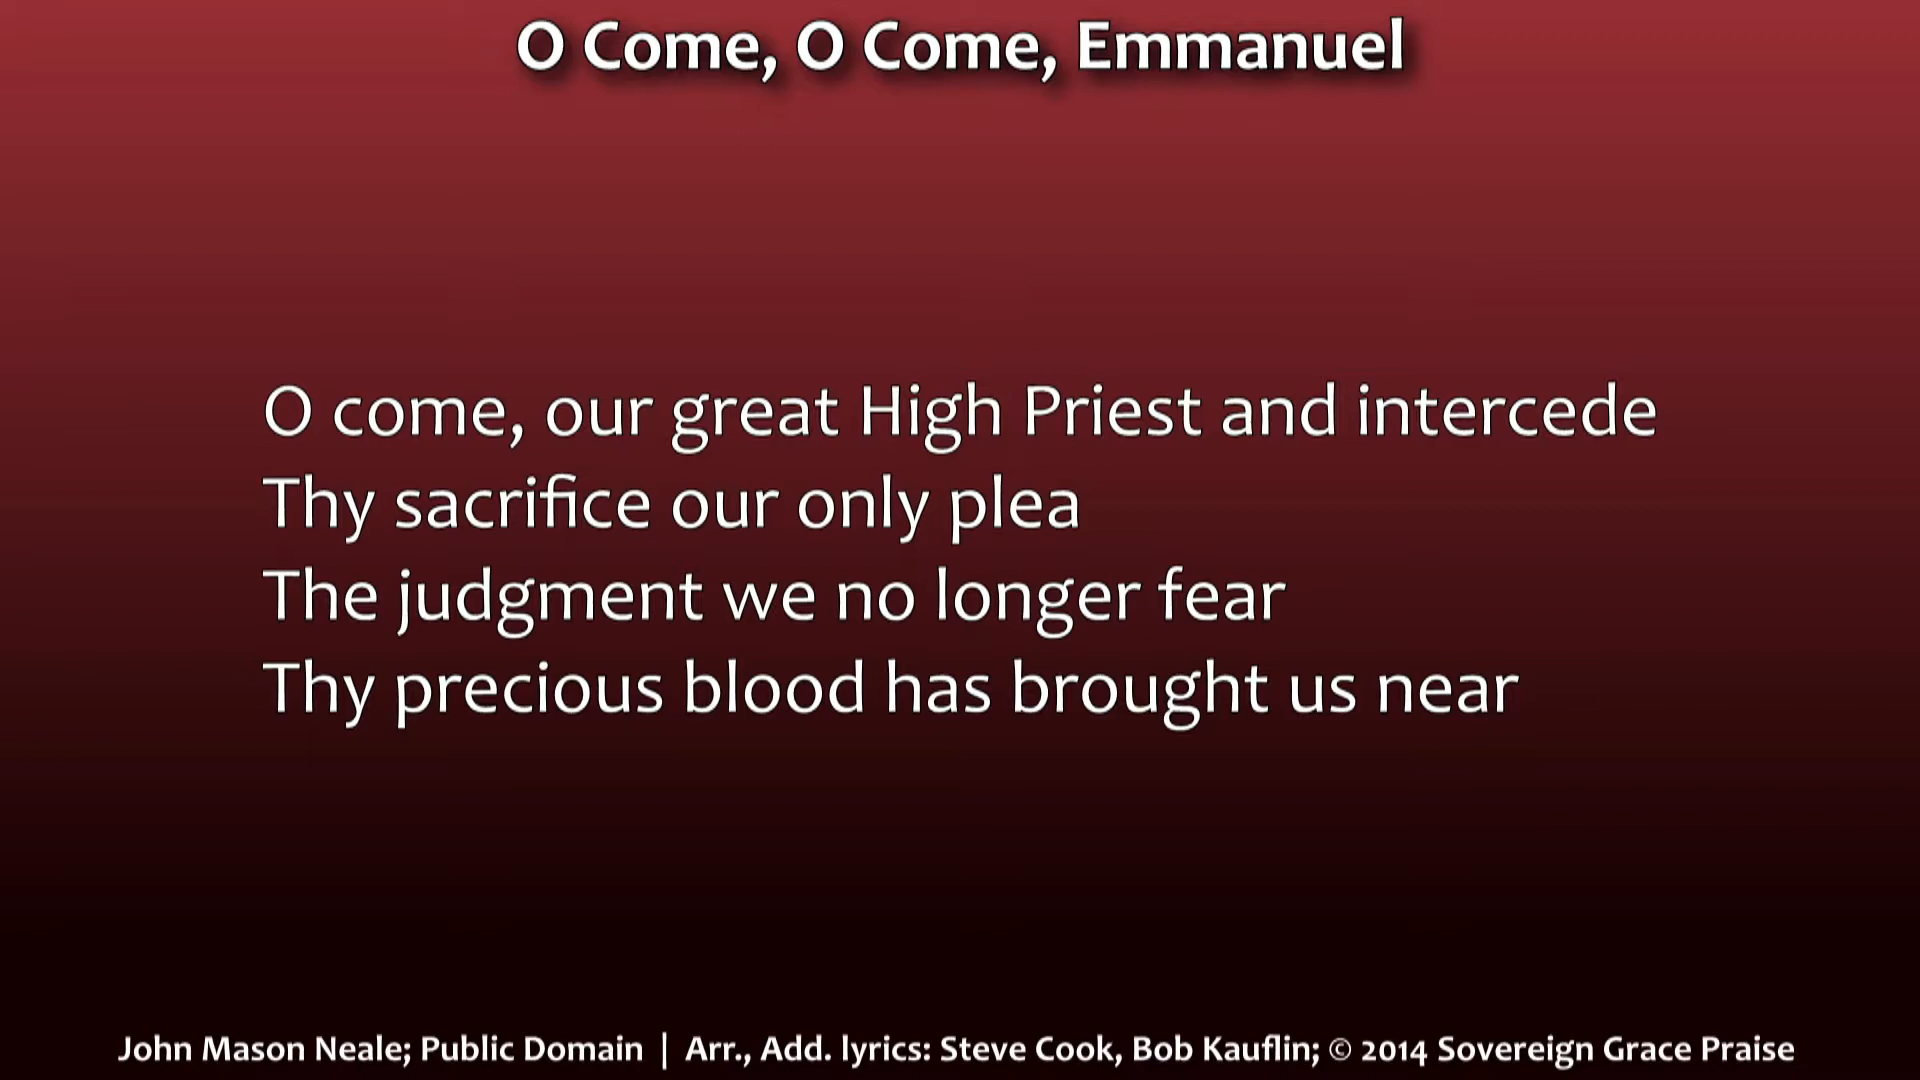 O Come, O Come, Emmanuel
O come, our great High Priest and intercede
Thy sacrifice our only plea
The judgment we no longer fear
Thy precious blood has brought us near
John Mason Neale; Public Domain | Arr., Add. lyrics: Steve Cook, Bob Kauflin; © 2014 Sovereign Grace Praise